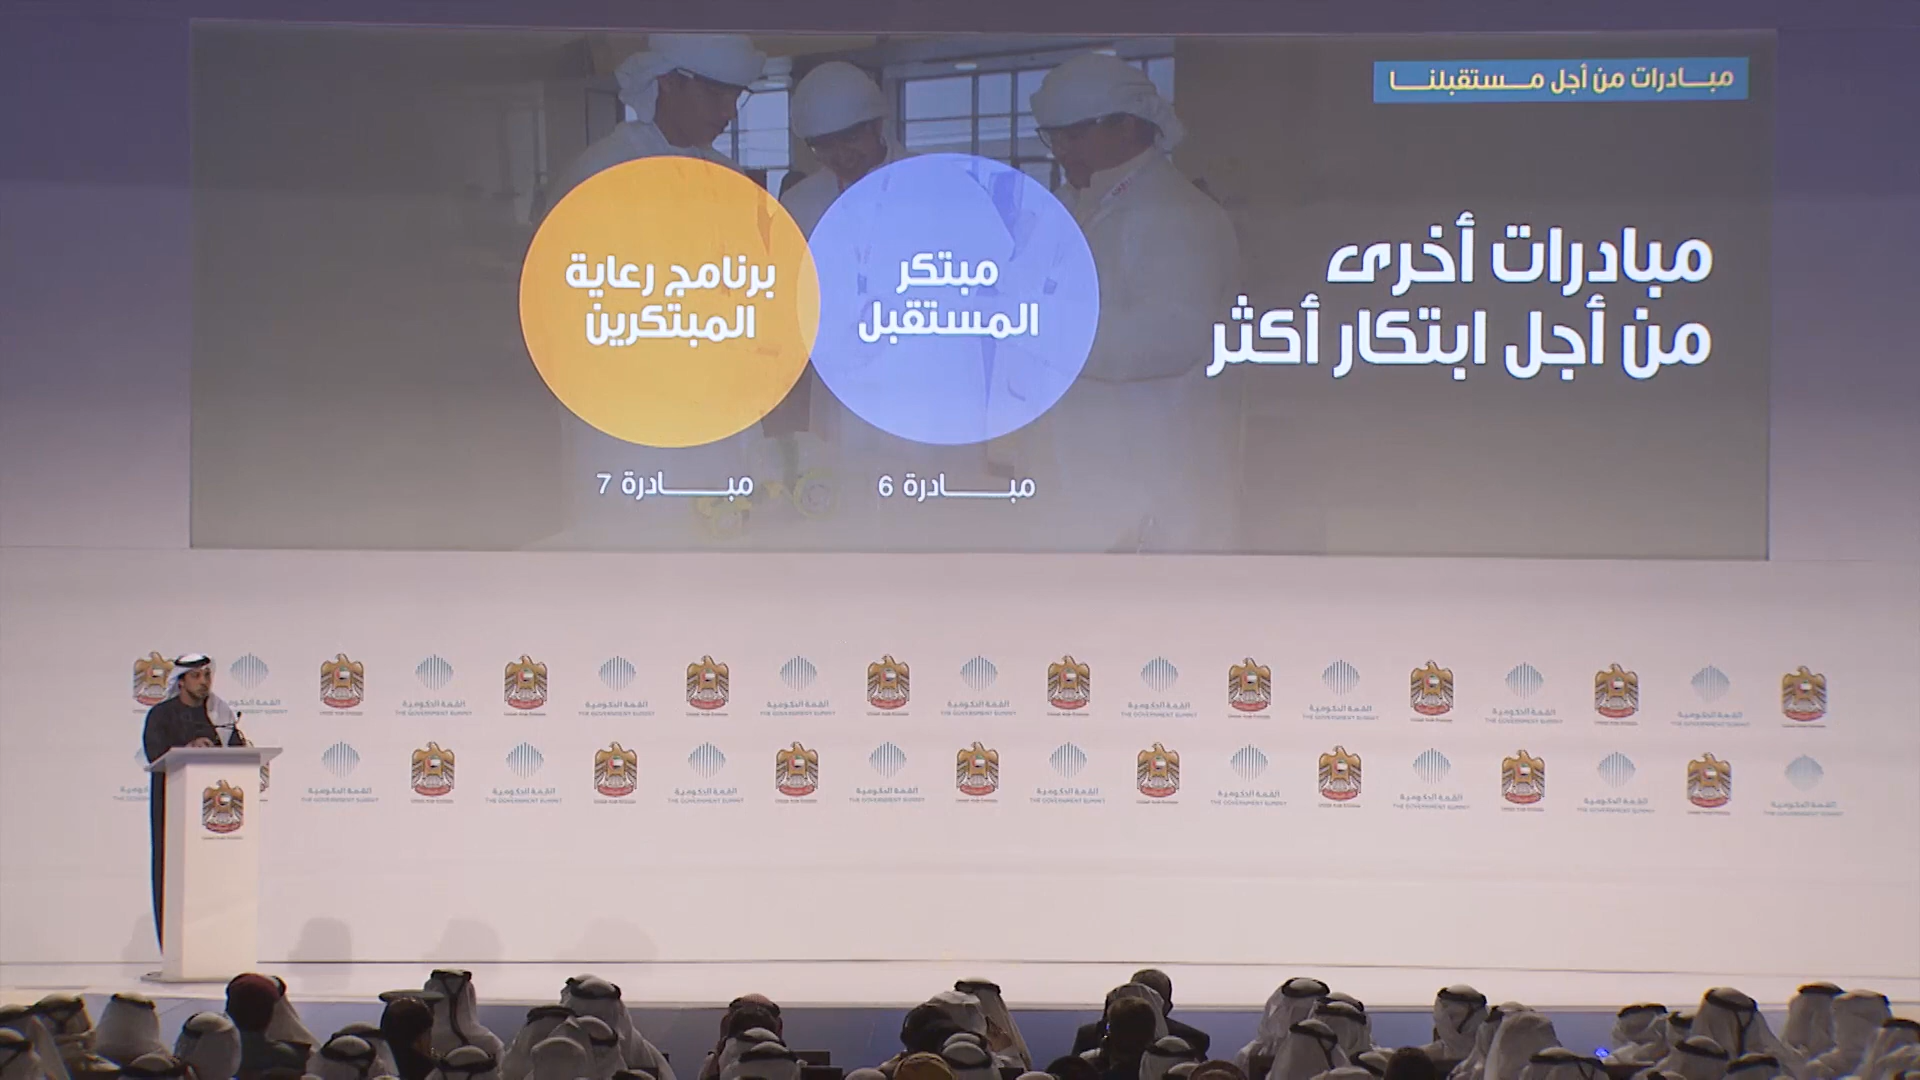 مبادرات من أجل مستقبلنا
مبادرات أخرى
من أجل ابتكار أكثر
مبتكر
المستقبل
مبادرة 6
برنامج رعاية
المبتكرين
مبادرة 7
القمة الحكومية
THE GOVERNMENT SUMMIT